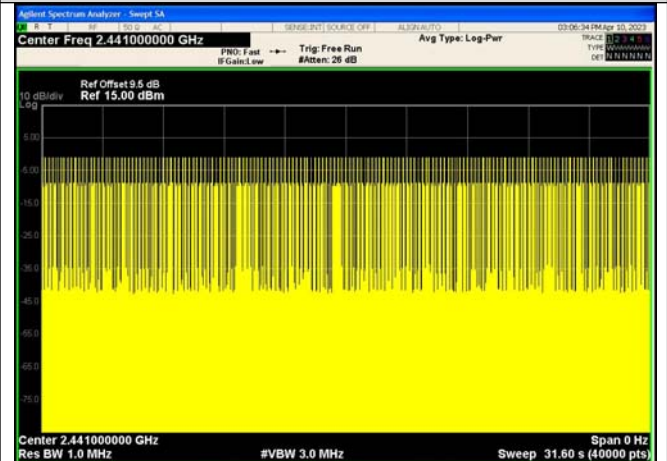 Agilent Spectrum Analyzer - Swept SA
R T RF 50 Ω AC SENSE:INT SOURCE OFF ALIGN AUTO 03:06:34 PM Apr 10, 2023
Center Freq 2.441000000 GHz
PNO: Fast
IFGain:Low
Trig: Free Run
#Atten: 26 dB
Avg Type: Log-Pwr
TRACE 1 2 3 4 5 6
TYPE
DET N N N N N N
Ref Offset 9.5 dB
10 dB/div Ref 15.00 dBm
Log
5.00
-5.00
-15.0
-25.0
-35.0
-45.0
-55.0
-65.0
-75.0
Center 2.441000000 GHz Span 0 Hz
Res BW 1.0 MHz #VBW 3.0 MHz Sweep 31.60 s (40000 pts)